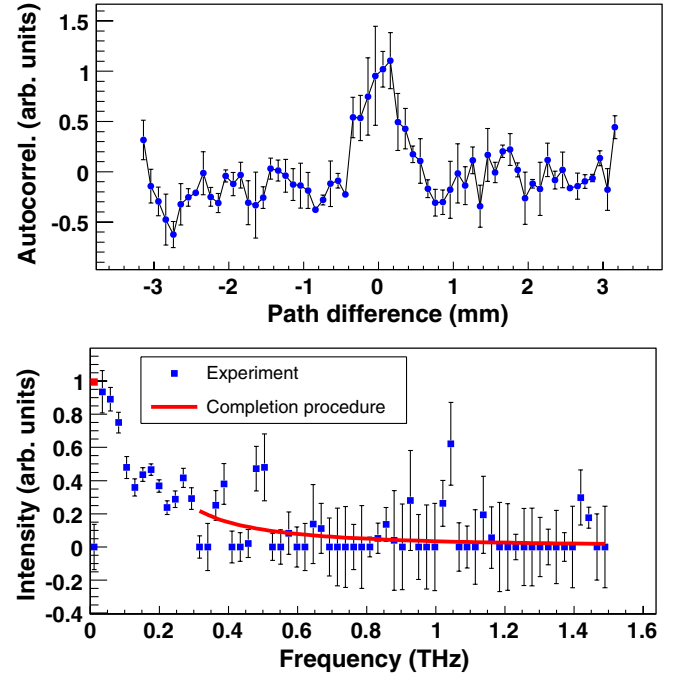 1.5
1
0.5
0
-0.5
Autocorrel. (arb. units)
-3 -2 -1 0 1 2 3
Path difference (mm)
1
0.8
0.6
0.4
0.2
0
-0.2
-0.4
Intensity (arb. units)
Experiment
Completion procedure
0 0.2 0.4 0.6 0.8 1 1.2 1.4 1.6
Frequency (THz)